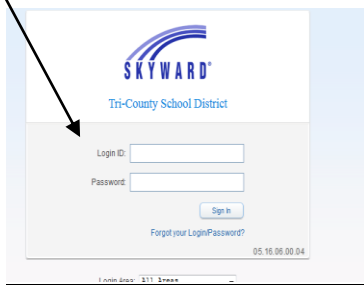 SKYWARD®
Tri-County School District
Login ID:
Password:
Sign In
Forgot your Login/Password?
05.16.06.00.04
Login Area: All Areas